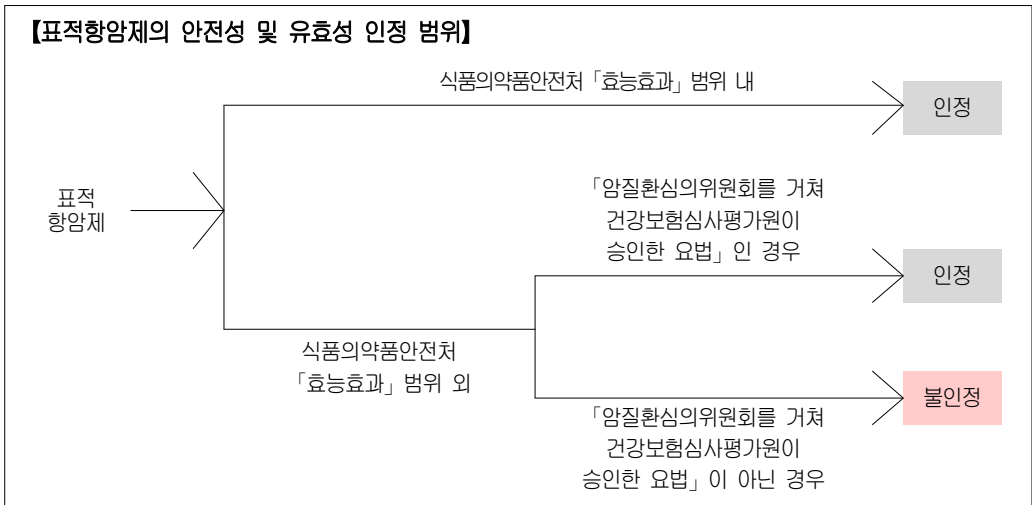 【표적항암제의 안전성 및 유효성 인정 범위】
식품의약품안전처「효능효과」범위 내
인정
표적
항암제
「암질환심의위원회를 거쳐
건강보험심사평가원이
승인한 요법」인 경우
인정
식품의약품안전처
「효능효과」범위 외
불인정
「암질환심의위원회를 거쳐
건강보험심사평가원이
승인한 요법」이 아닌 경우